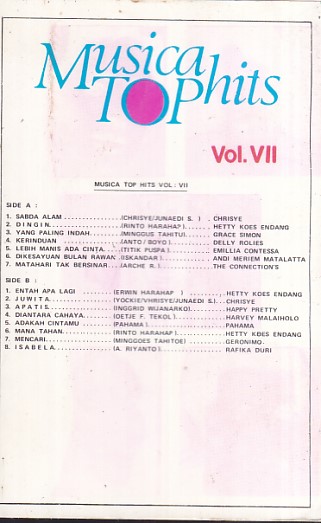 Musica
TOP hits
Vol. VII
MUSICA TOP HITS VOL : VII
SIDE A :
1. SABDA ALAM ............(CHRISYE/JUNAEDI S. ) . CHRISYE
2. D I N G I N..............(RINTO HARAHAP ) ...... HETTY KOES ENDANG
3. YANG PALING INDAH.......(MINGGUS TAHITU)....... GRACE SIMON
4. KERINDUAN .............(ANTO / BOYO )......... DELLY ROLIES
5. LEBIH MANIS ADA CINTA....(TITIK PUSPA).......... EMILLIA CONTESSA
6. DIKESAYUAN BULAN RAWAN .(ISKANDAR ) .......... ANDI MERIEM MATALATTA
7. MATAHARI TAK BERSINAR...(ARCHE R.) ............ THE CONNECTION'S
SIDE B :
1. ENTAH APA LAGI ........(ERWIN HARAHAP ) ....... HETTY KOES ENDANG
2. J U W I T A............(YOCKIE/VHRISYE/JUNAEDI S.)...CHRISYE
3. A P A T I S............(INGGRID WIJANARKO)...... HAPPY PRETTY
4. DIANTARA CAHAYA........(OETJE F. TEKOL )........ HARVEY MALAIHOLO
5. ADAKAH CINTAMU ........(PAHAMA )............... PAHAMA
6. MANA TAHAN.............(RINTO HARAHAP )......... HETTY KOES ENDANG
7. MENCARI................(MINGGOES TAHITOE) ...... GERONIMO.
8. I S A B E L A...........(A. RIYANTO )............ RAFIKA DURI